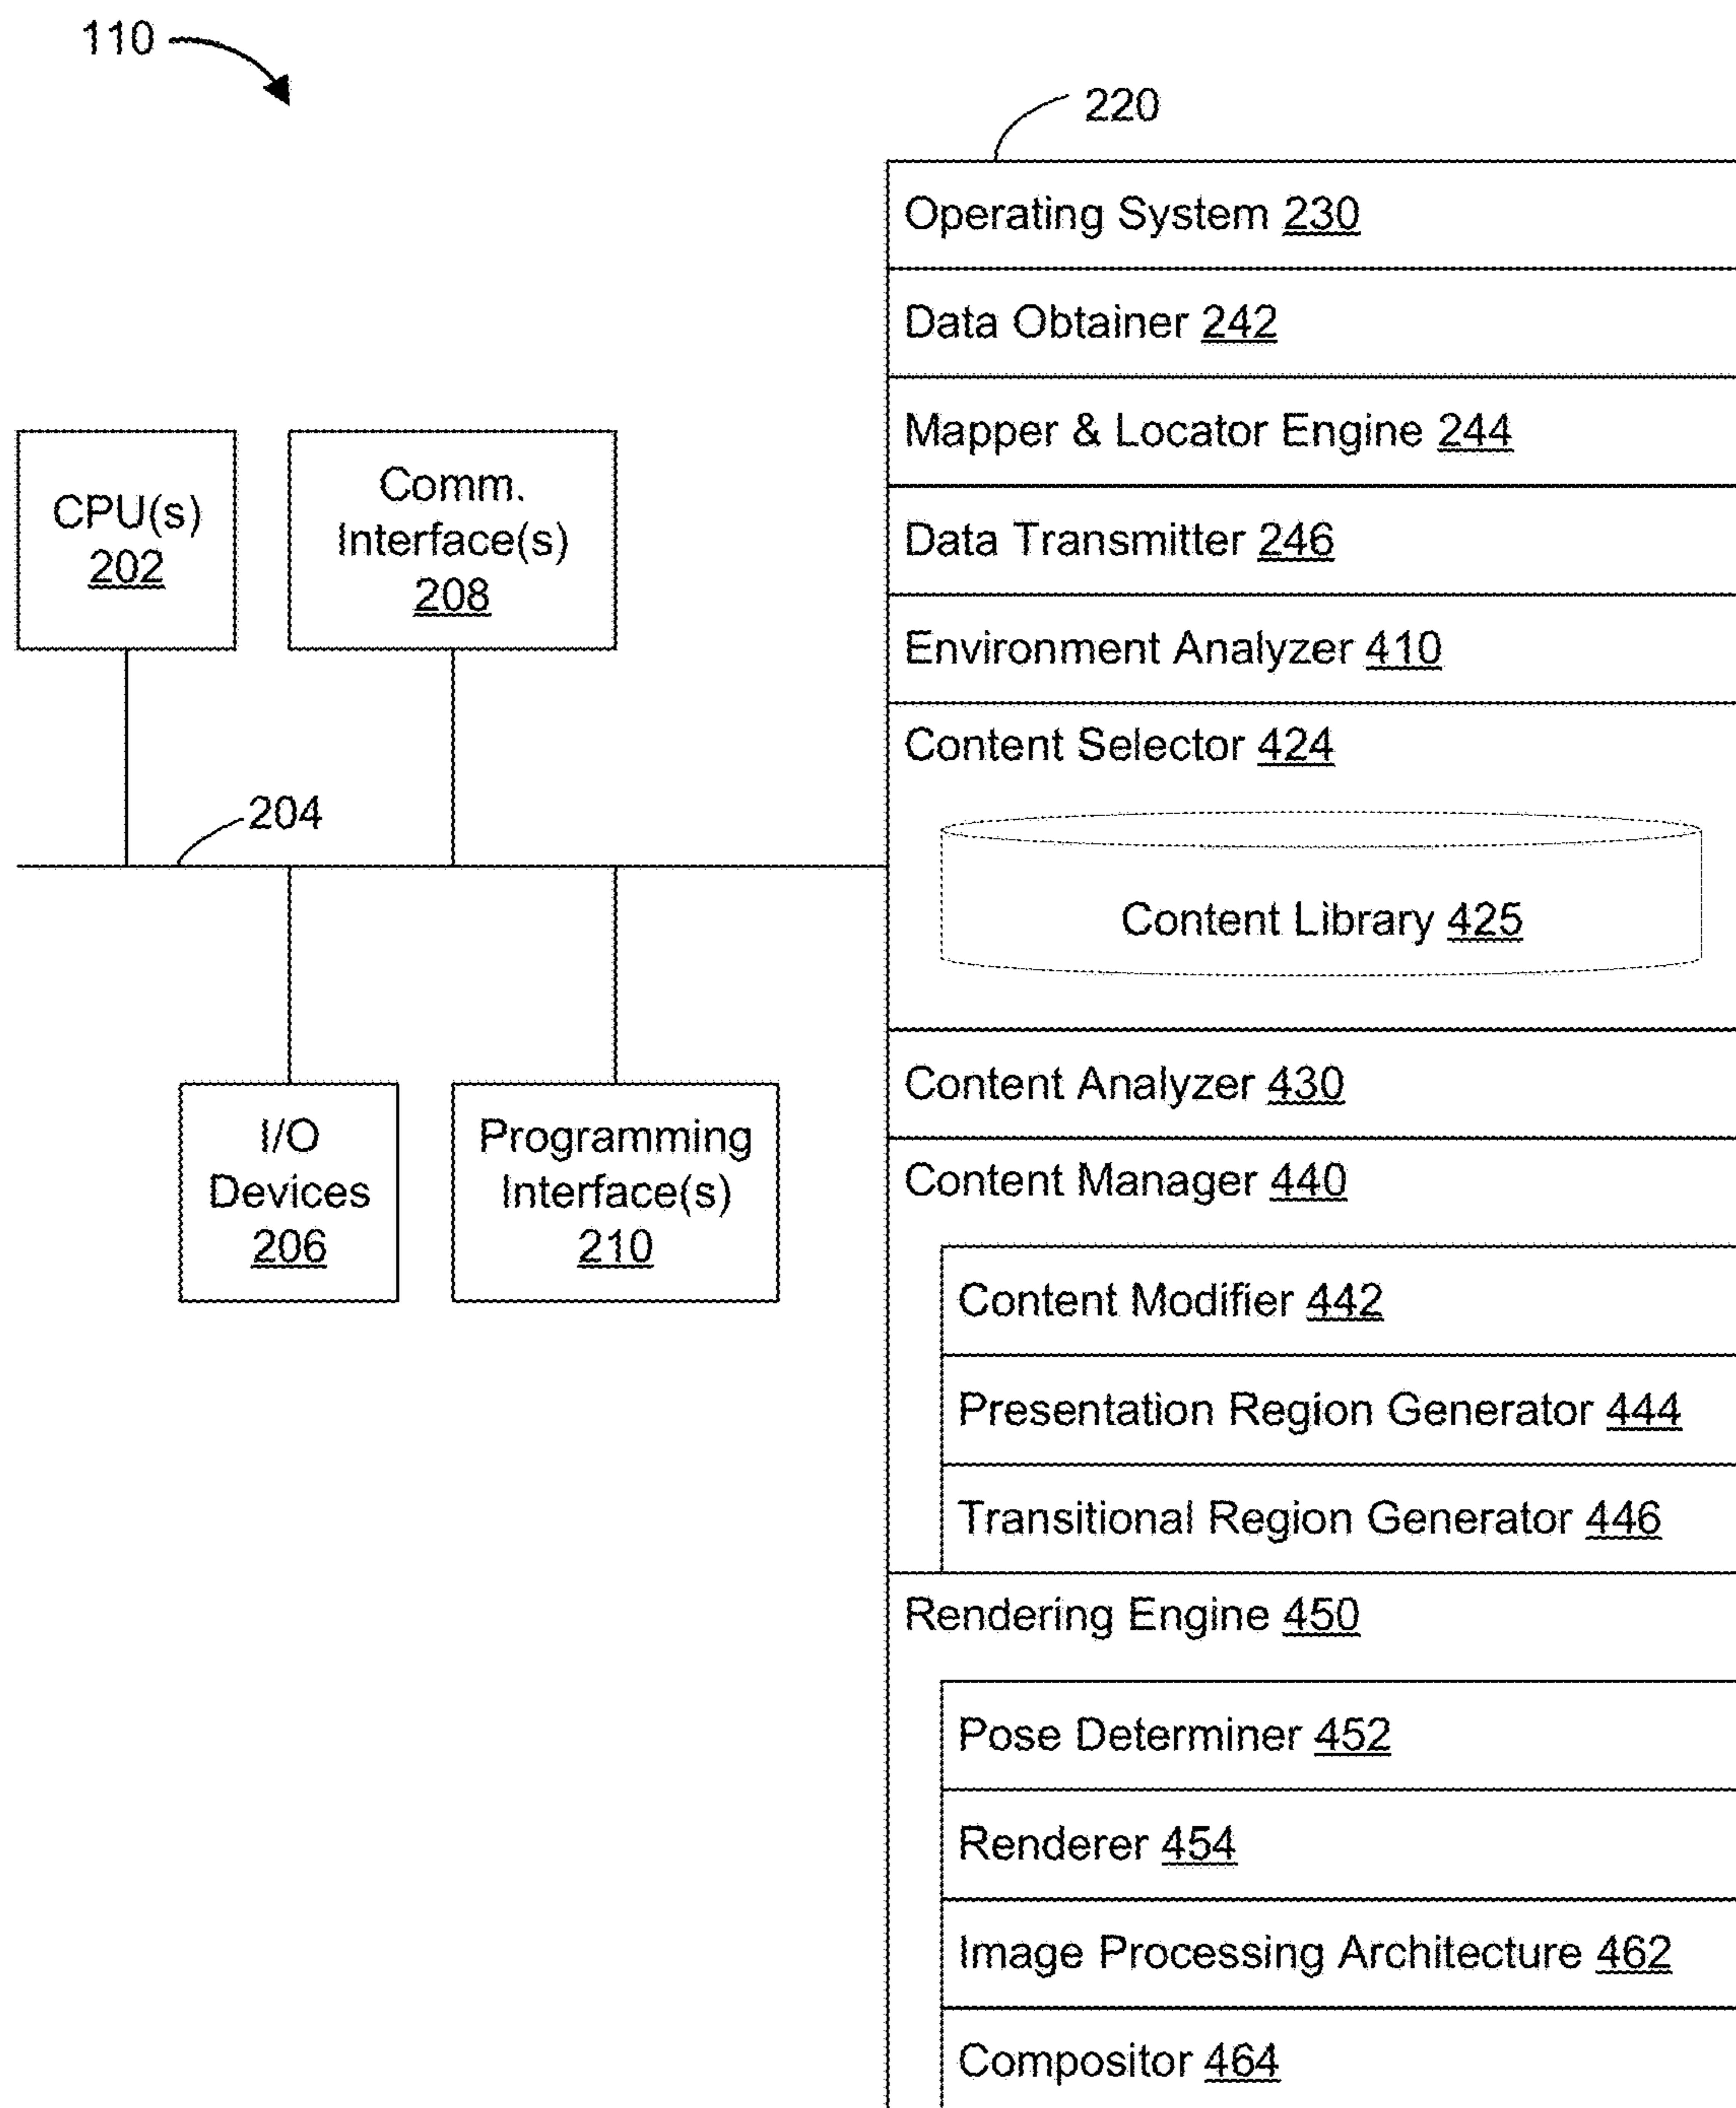 110
220
Operating System 230
Data Obtainer 242
Mapper & Locator Engine 244
Data Transmitter 246
Environment Analyzer 410
Content Selector 424
Content Library 425
Content Analyzer 430
Content Manager 440
Content Modifier 442
Presentation Region Generator 444
Transitional Region Generator 446
Rendering Engine 450
Pose Determiner 452
Renderer 454
Image Processing Architecture 462
Compositor 464
CPU(s)
202
Comm.
Interface(s)
208
204
I/O
Devices
206
Programming
Interface(s)
210